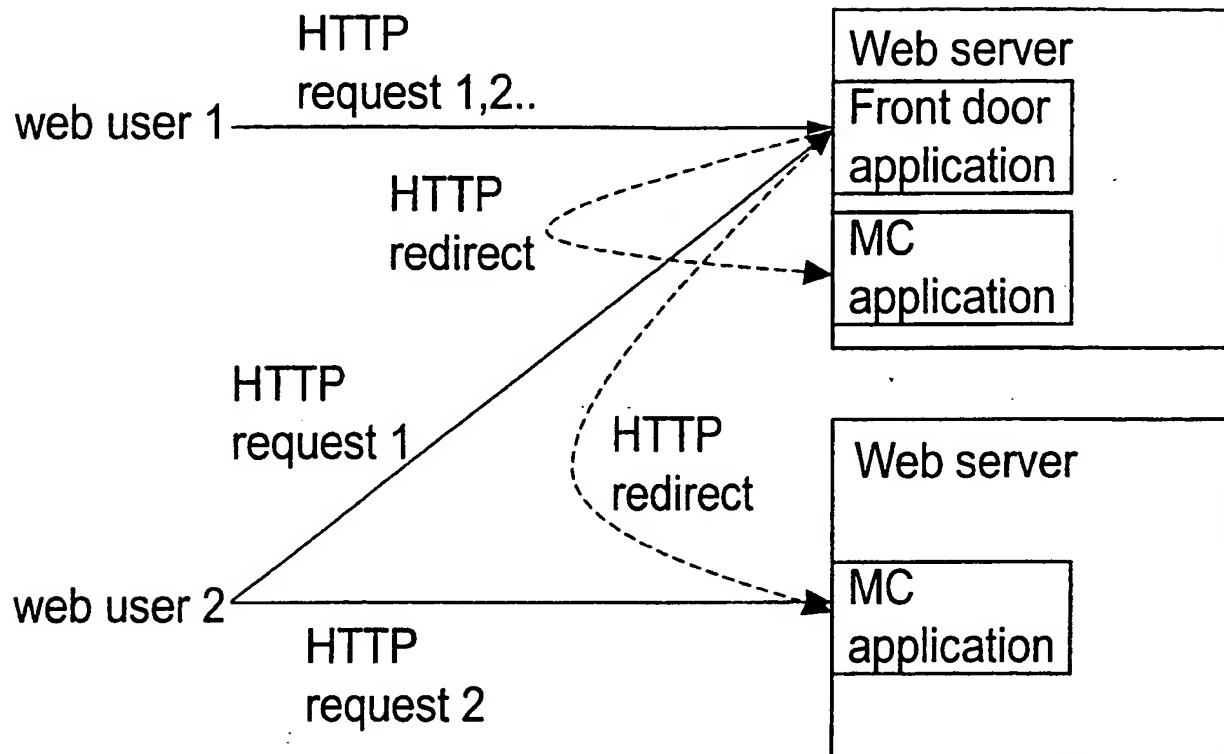 HTTP
request 1,2..
web user 1
Web server
Front door
application
HTTP
redirect
MC
application
HTTP
request 1
HTTP
redirect
Web server
web user 2
MC
application
HTTP
request 2